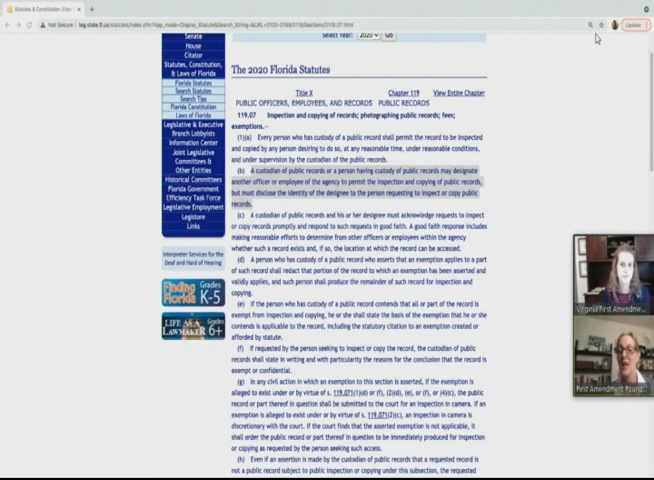 Statutes & Constitution :View
Not Secure
leg.state.fl.us/statutes/index.cfm?App_mode=Display_Statute&Search_String=&URL=0100-0199/0119/Sections/0119.07.html
Update
Select Year: 2020 Go
Senate
House
Citator
Statutes, Constitution,
& Laws of Florida
Florida Statutes
Search Statutes
Search Tips
Florida Constitution
Laws of Florida
Legislative & Executive
Branch Lobbyists
Information Center
Joint Legislative
Committees &
Other Entities
Historical Committees
Florida Government
Efficiency Task Force
Legislative Employment
Legistore
Links
Interpreter Services for the
Deaf and Hard of Hearing
Finding Florida Grades K-5
LIFE AS A LAWMAKER Grades 6+
The 2020 Florida Statutes
Title X Chapter 119 View Entire Chapter
PUBLIC OFFICERS, EMPLOYEES, AND RECORDS PUBLIC RECORDS
119.07 Inspection and copying of records; photographing public records; fees;
exemptions.—
(1)(a) Every person who has custody of a public record shall permit the record to be inspected
and copied by any person desiring to do so, at any reasonable time, under reasonable conditions,
and under supervision by the custodian of the public records.
(b) A custodian of public records or a person having custody of public records may designate
another officer or employee of the agency to permit the inspection and copying of public records,
but must disclose the identity of the designee to the person requesting to inspect or copy public
records.
(c) A custodian of public records and his or her designee must acknowledge requests to inspect
or copy records promptly and respond to such requests in good faith. A good faith response includes
making reasonable efforts to determine from other officers or employees within the agency
whether such a record exists and, if so, the location at which the record can be accessed.
(d) A person who has custody of a public record who asserts that an exemption applies to a part
of such record shall redact that portion of the record to which an exemption has been asserted and
validly applies, and such person shall produce the remainder of such record for inspection and
copying.
(e) If the person who has custody of a public record contends that all or part of the record is
exempt from inspection and copying, he or she shall state the basis of the exemption that he or she
contends is applicable to the record, including the statutory citation to an exemption created or
afforded by statute.
(f) If requested by the person seeking to inspect or copy the record, the custodian of public
records shall state in writing and with particularity the reasons for the conclusion that the record is
exempt or confidential.
(g) In any civil action in which an exemption to this section is asserted, if the exemption is
alleged to exist under or by virtue of s. 119.071(1)(d) or (f), (2)(d), (e), or (f), or (4)(c), the public
record or part thereof in question shall be submitted to the court for an inspection in camera. If an
exemption is alleged to exist under or by virtue of s. 119.071(2)(c), an inspection in camera is
discretionary with the court. If the court finds that the asserted exemption is not applicable, it
shall order the public record or part thereof in question to be immediately produced for inspection
or copying as requested by the person seeking such access.
(h) Even if an assertion is made by the custodian of public records that a requested record is
not a public record subject to public inspection or copying under this subsection, the requested
Virginia First Amendme...
First Amendment Found...